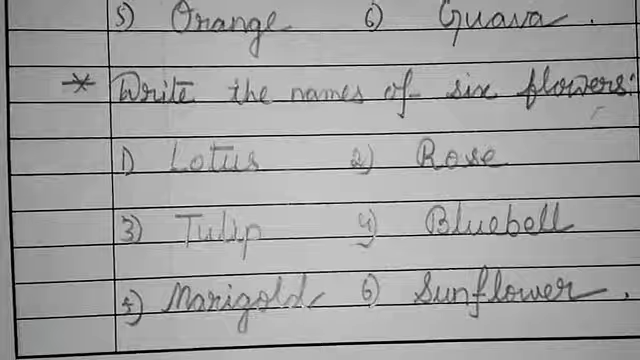 5) Orange 6) Guava.
* Write the names of six flowers:
1) Lotus 2) Rose
3) Tulip 4) Bluebell
5) Marigold 6) Sunflower.